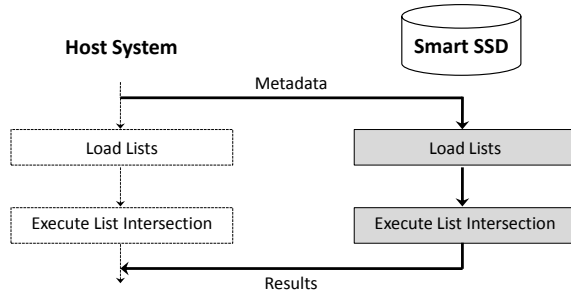 Host System
Smart SSD
Metadata
Load Lists
Load Lists
Execute List Intersection
Execute List Intersection
Results